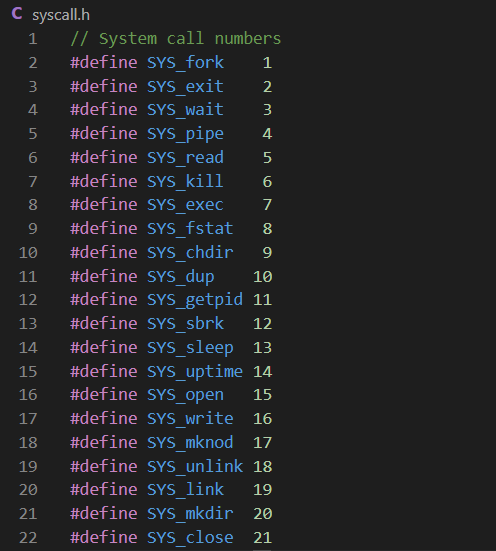 C syscall.h
1 // System call numbers
2 #define SYS_fork    1
3 #define SYS_exit    2
4 #define SYS_wait    3
5 #define SYS_pipe    4
6 #define SYS_read    5
7 #define SYS_kill    6
8 #define SYS_exec    7
9 #define SYS_fstat   8
10 #define SYS_chdir   9
11 #define SYS_dup    10
12 #define SYS_getpid 11
13 #define SYS_sbrk   12
14 #define SYS_sleep  13
15 #define SYS_uptime 14
16 #define SYS_open   15
17 #define SYS_write  16
18 #define SYS_mknod  17
19 #define SYS_unlink 18
20 #define SYS_link   19
21 #define SYS_mkdir  20
22 #define SYS_close  21